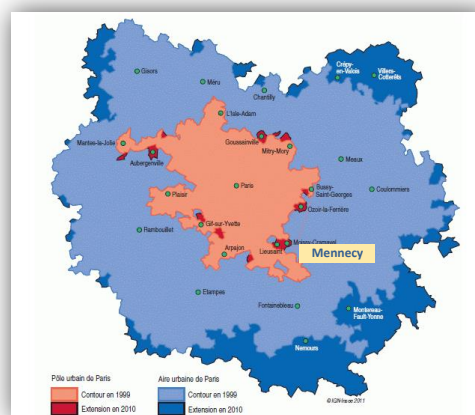 Gisors
Méru
Crépy-en-Valois
Villers-Cotterêts
Chantilly
L'Isle-Adam
Mantes-la-Jolie
Goussainville
Mitry-Mory
Aubergenville
Meaux
Paris
Bussy-Saint-Georges
Coulommiers
Plaisir
Ozoir-la-Ferrière
Rambouillet
Gif-sur-Yvette
Lieusaint
Moissy-Cramayel
Mennecy
Arpajon
Etampes
Fontainebleau
Montereau-Fault-Yonne
Nemours
© IGN-Insee 2011
Pôle urbain de Paris
Contour en 1999
Extension en 2010
Aire urbaine de Paris
Contour en 1999
Extension en 2010